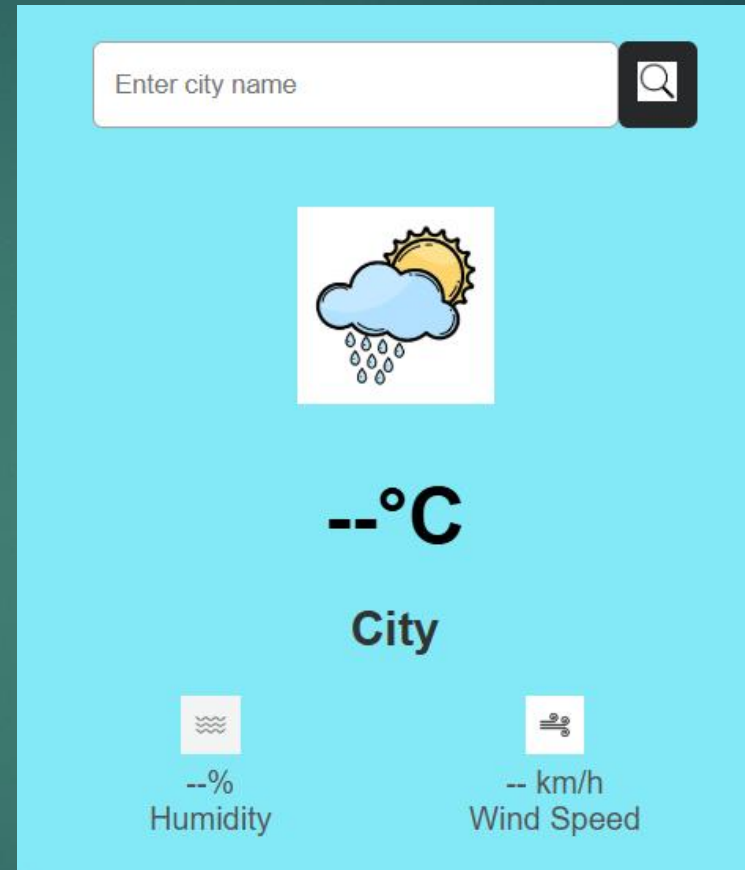 Enter city name
--°C
City
--%
Humidity
-- km/h
Wind Speed